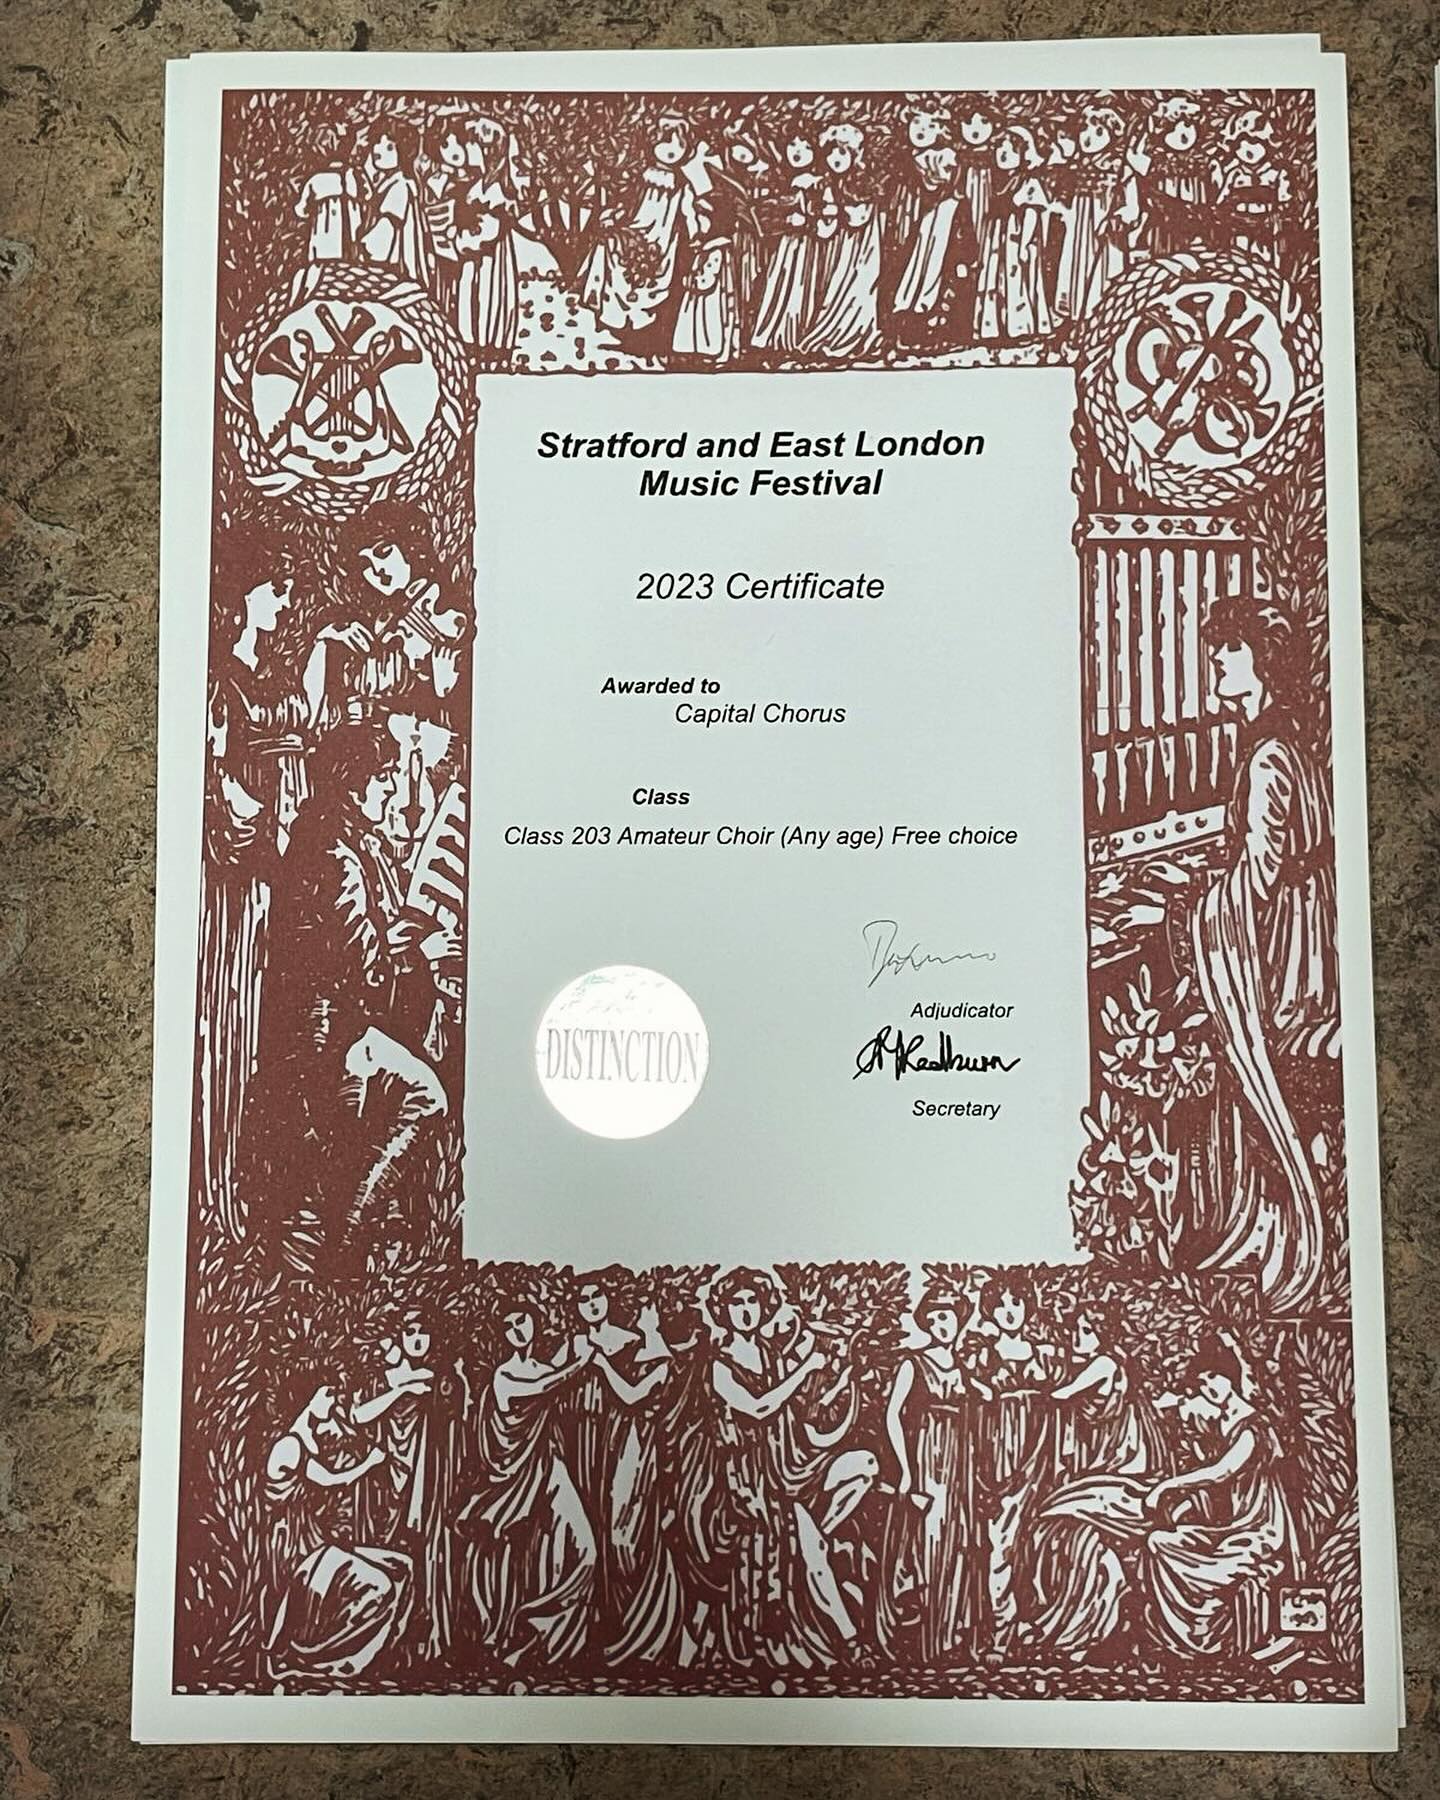 Stratford and East London
Music Festival
2023 Certificate
Awarded to
Capital Chorus
Class
Class 203 Amateur Choir (Any age) Free choice
DISTINCTION
Adjudicator
Secretary